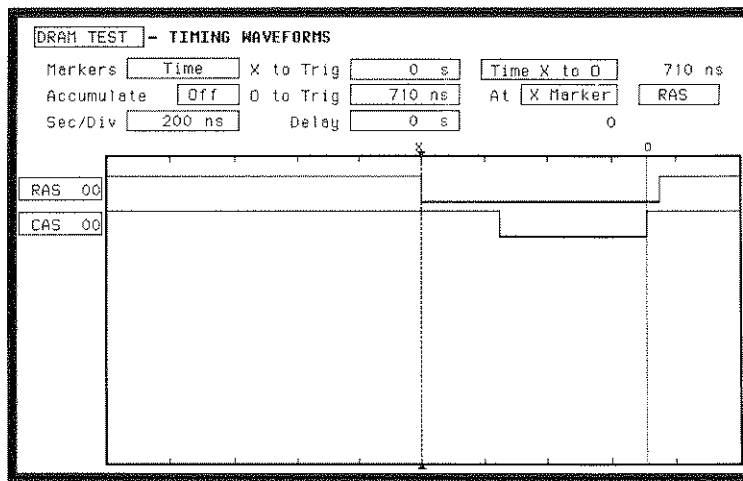 DRAM TEST - TIMING WAVEFORMS
Markers Time X to Trig 0 s Time X to O 710 ns
Accumulate Off O to Trig 710 ns At X Marker RAS
Sec/Div 200 ns Delay 0 s 0
X O
RAS 00
CAS 00